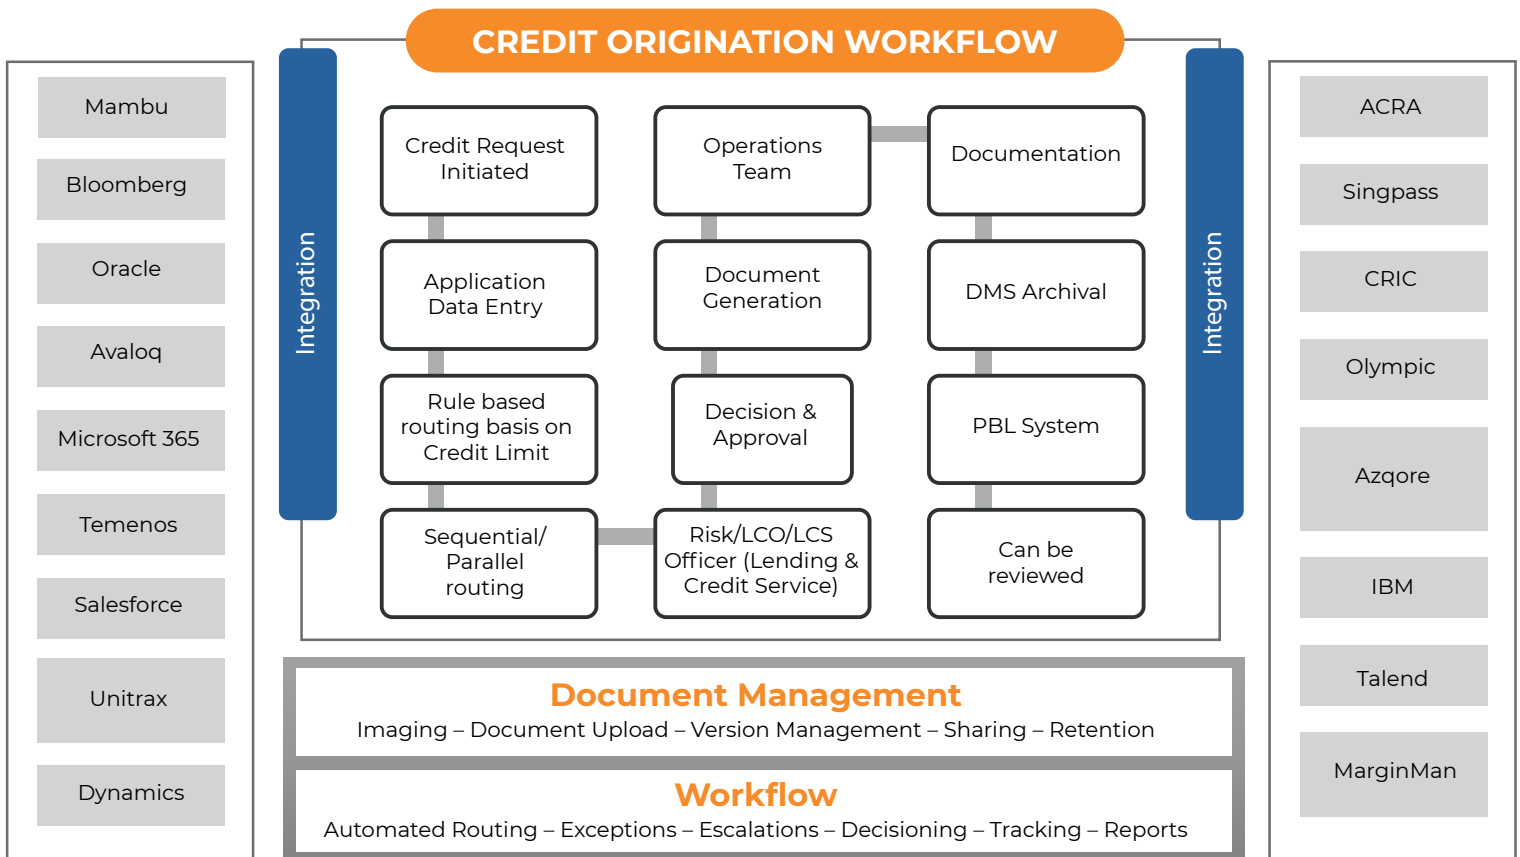 CREDIT ORIGINATION WORKFLOW
Mambu
Bloomberg
Oracle
Avaloq
Microsoft 365
Temenos
Salesforce
Unitrax
Dynamics
Integration
Credit Request
Initiated
Application
Data Entry
Rule based
routing basis on
Credit Limit
Sequential/
Parallel
routing
Risk/LCO/LCS
Officer (Lending &
Credit Service)
Decision &
Approval
Document
Generation
Operations
Team
Documentation
DMS Archival
PBL System
Can be
reviewed
Integration
ACRA
Singpass
CRIC
Olympic
Azqore
IBM
Talend
MarginMan
Document Management
Imaging – Document Upload – Version Management – Sharing – Retention
Workflow
Automated Routing – Exceptions – Escalations – Decisioning – Tracking – Reports